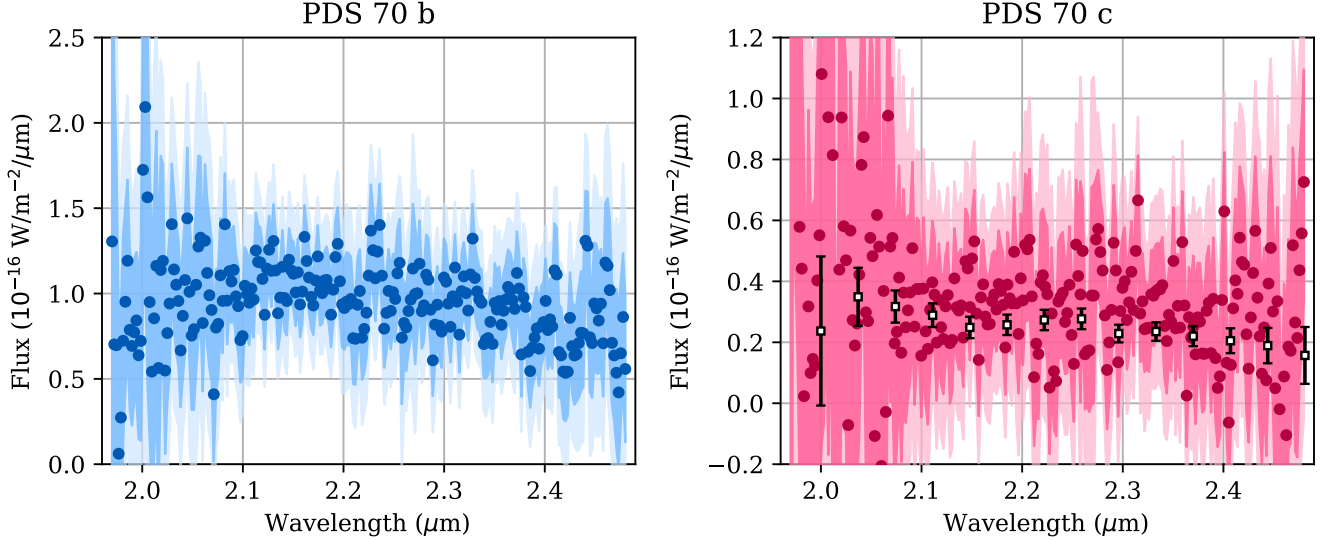 PDS 70 b
PDS 70 c
Flux (10⁻¹⁶ W/m⁻²/μm)
2.5
2.0
1.5
1.0
0.5
0.0
2.0 2.1 2.2 2.3 2.4
Wavelength (μm)
Flux (10⁻¹⁶ W/m⁻²/μm)
1.2
1.0
0.8
0.6
0.4
0.2
0.0
−0.2
2.0 2.1 2.2 2.3 2.4
Wavelength (μm)